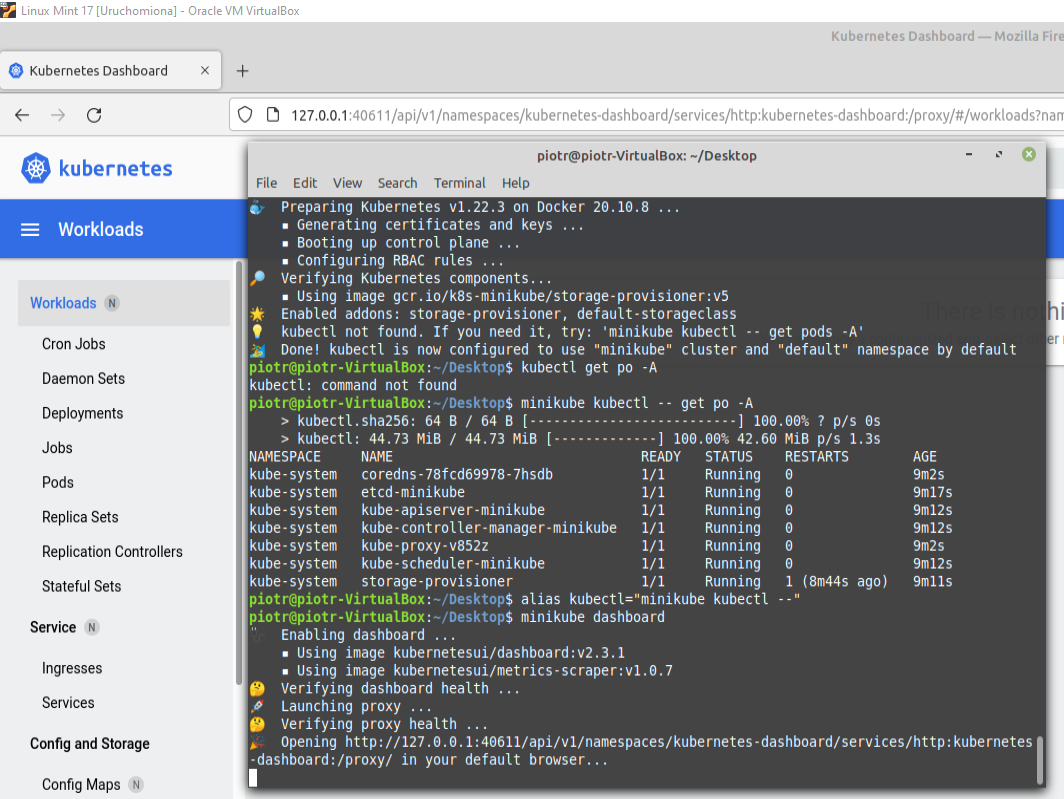 Linux Mint 17 [Uruchomiona] - Oracle VM VirtualBox
Kubernetes Dashboard — Mozilla Fire
Kubernetes Dashboard
127.0.0.1:40611/api/v1/namespaces/kubernetes-dashboard/services/http:kubernetes-dashboard:/proxy/#/workloads?nam
kubernetes
Workloads
Workloads N
Cron Jobs
Daemon Sets
Deployments
Jobs
Pods
Replica Sets
Replication Controllers
Stateful Sets
Service N
Ingresses
Services
Config and Storage
Config Maps N
There is nothi
other
piotr@piotr-VirtualBox: ~/Desktop
File Edit View Search Terminal Help
Preparing Kubernetes v1.22.3 on Docker 20.10.8 ...
▪ Generating certificates and keys ...
▪ Booting up control plane ...
▪ Configuring RBAC rules ...
Verifying Kubernetes components...
▪ Using image gcr.io/k8s-minikube/storage-provisioner:v5
Enabled addons: storage-provisioner, default-storageclass
kubectl not found. If you need it, try: 'minikube kubectl -- get pods -A'
Done! kubectl is now configured to use "minikube" cluster and "default" namespace by default
piotr@piotr-VirtualBox:~/Desktop$ kubectl get po -A
kubectl: command not found
piotr@piotr-VirtualBox:~/Desktop$ minikube kubectl -- get po -A
> kubectl.sha256: 64 B / 64 B [--------------------------] 100.00% ? p/s 0s
> kubectl: 44.73 MiB / 44.73 MiB [-------------] 100.00% 42.60 MiB p/s 1.3s
NAMESPACE NAME READY STATUS RESTARTS AGE
kube-system coredns-78fcd69978-7hsdb 1/1 Running 0 9m2s
kube-system etcd-minikube 1/1 Running 0 9m17s
kube-system kube-apiserver-minikube 1/1 Running 0 9m12s
kube-system kube-controller-manager-minikube 1/1 Running 0 9m12s
kube-system kube-proxy-v852z 1/1 Running 0 9m2s
kube-system kube-scheduler-minikube 1/1 Running 0 9m12s
kube-system storage-provisioner 1/1 Running 1 (8m44s ago) 9m11s
piotr@piotr-VirtualBox:~/Desktop$ alias kubectl="minikube kubectl --"
piotr@piotr-VirtualBox:~/Desktop$ minikube dashboard
Enabling dashboard ...
▪ Using image kubernetesui/dashboard:v2.3.1
▪ Using image kubernetesui/metrics-scraper:v1.0.7
Verifying dashboard health ...
Launching proxy ...
Verifying proxy health ...
Opening http://127.0.0.1:40611/api/v1/namespaces/kubernetes-dashboard/services/http:kubernetes
-dashboard:/proxy/ in your default browser...